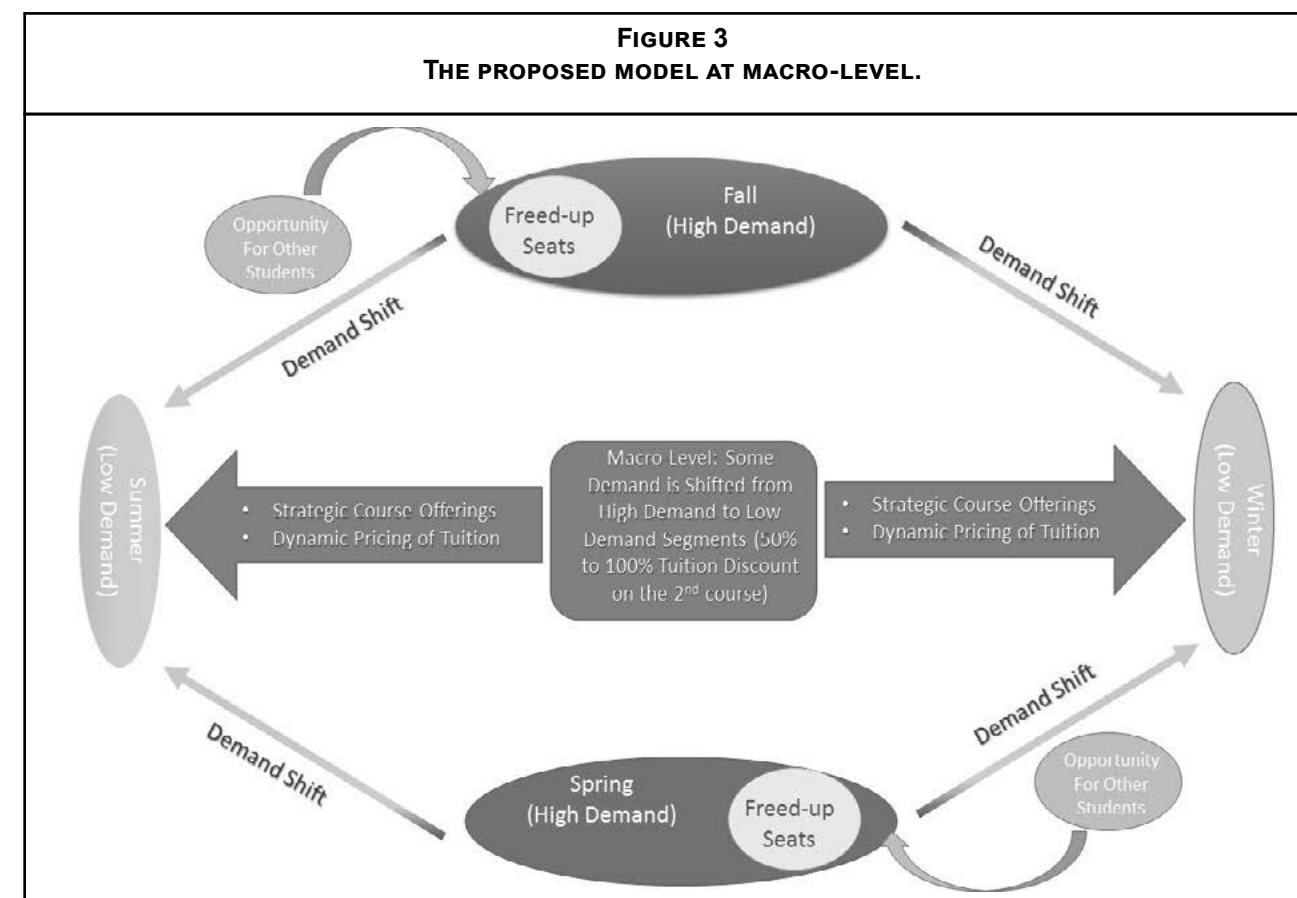 FIGURE 3
THE PROPOSED MODEL AT MACRO-LEVEL.
Opportunity
For Other
Students
Freed-up
Seats
Fall
(High Demand)
Demand Shift
Demand Shift
Summer
(Low Demand)
• Strategic Course Offerings
• Dynamic Pricing of Tuition
Macro Level: Some
Demand is Shifted from
High Demand to Low
Demand Segments (50%
to 100% Tuition Discount
on the 2nd course)
• Strategic Course Offerings
• Dynamic Pricing of Tuition
Winter
(Low Demand)
Demand Shift
Demand Shift
Spring
(High Demand)
Freed-up
Seats
Opportunity
For Other
Students